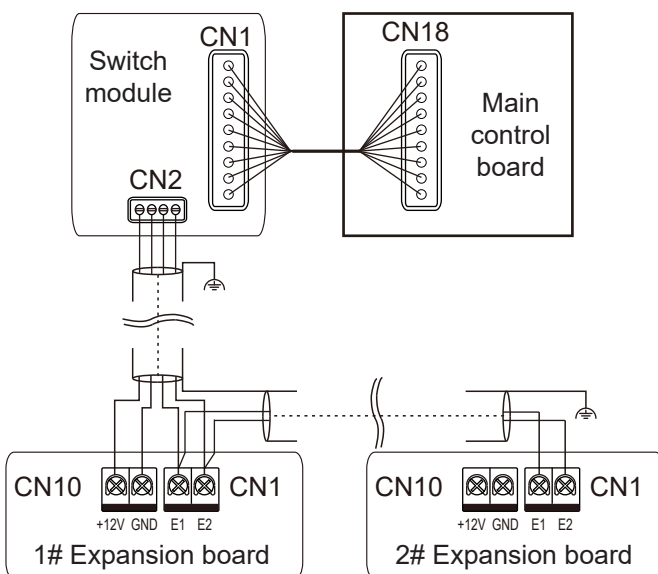 CN1
CN18
Switch
module
Main
control
board
CN2
CN10
CN1
+12V GND E1 E2
1# Expansion board
CN10
CN1
+12V GND E1 E2
2# Expansion board